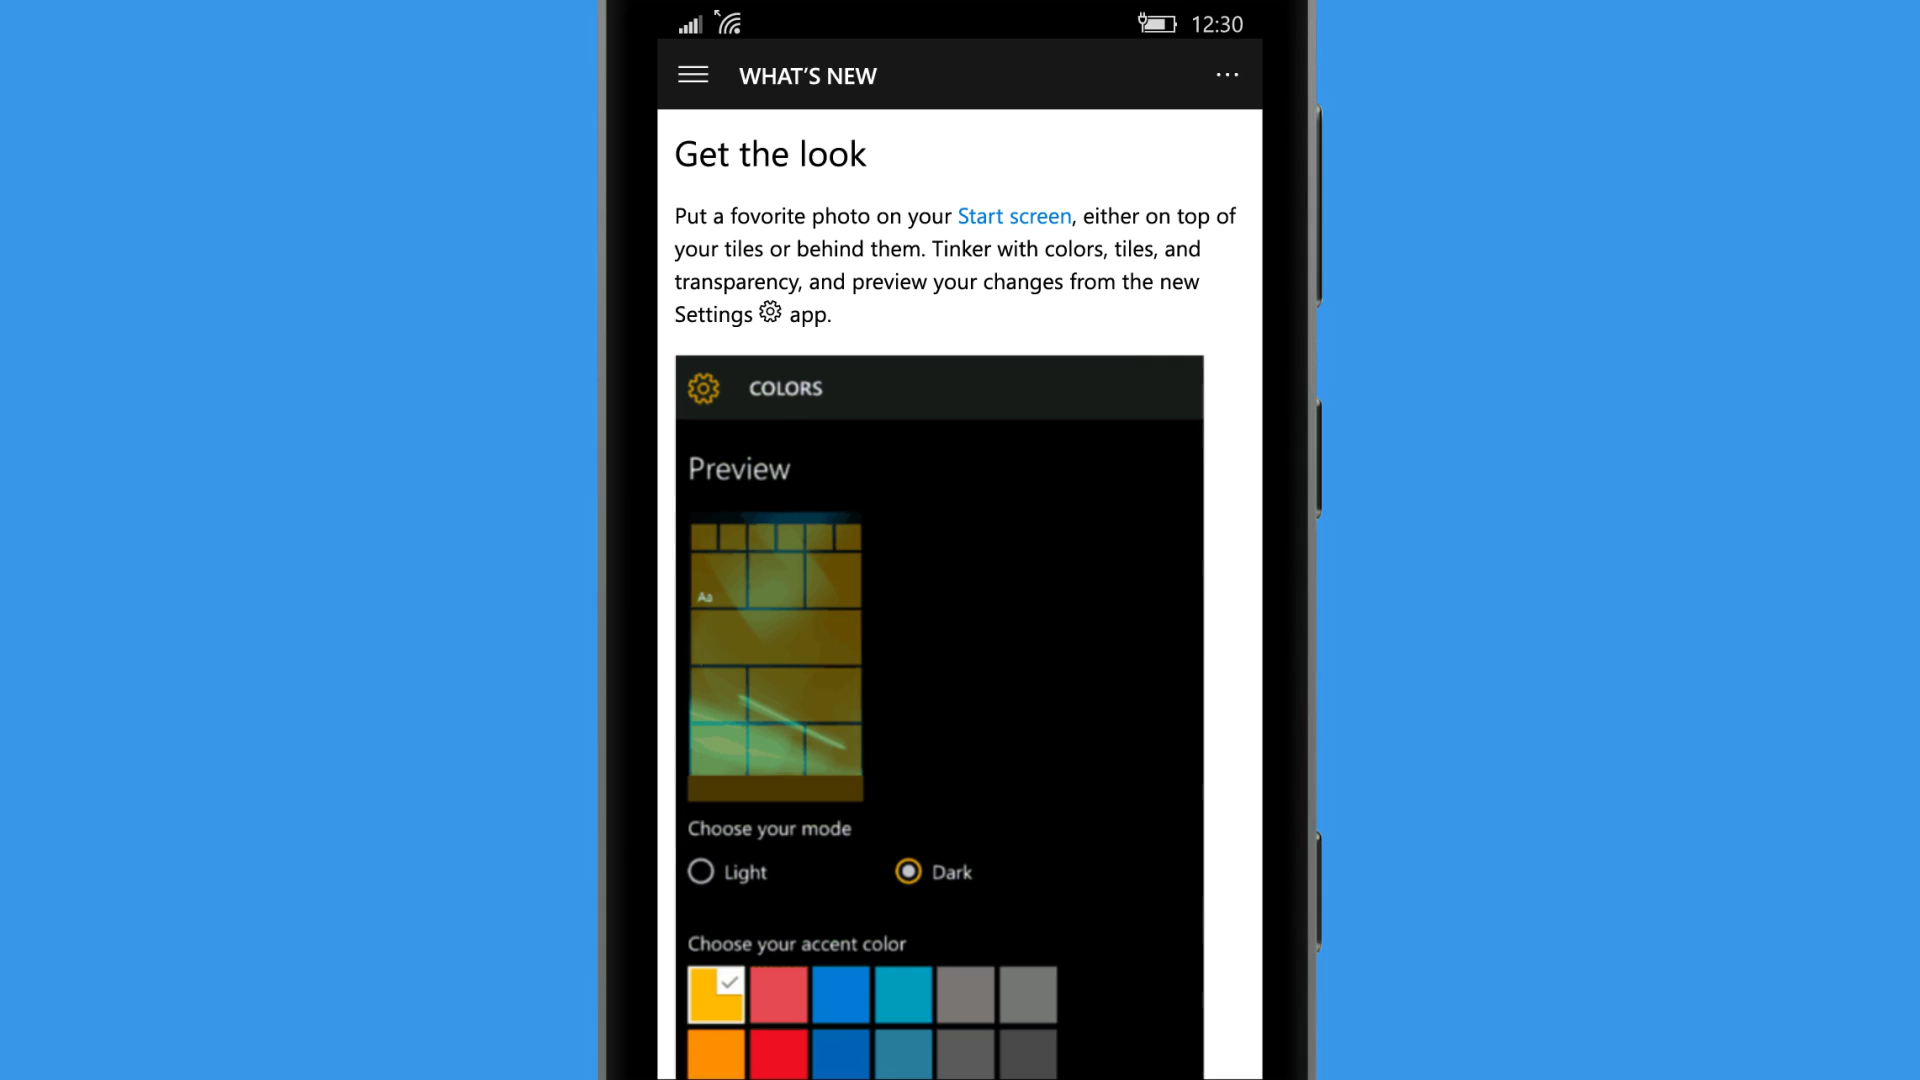 12:30
WHAT'S NEW
Get the look
Put a fovorite photo on your Start screen, either on top of
your tiles or behind them. Tinker with colors, tiles, and
transparency, and preview your changes from the new
Settings app.
COLORS
Preview
Aa
Choose your mode
Light Dark
Choose your accent color